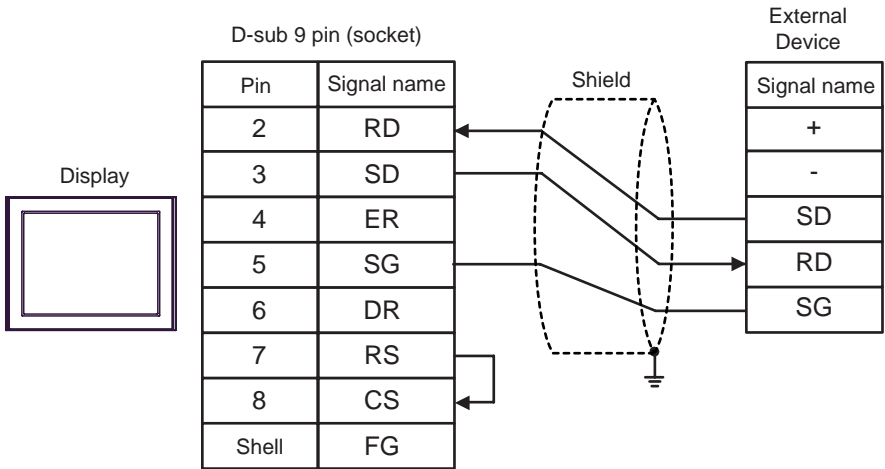 External
Device
D-sub 9 pin (socket)
Pin Signal name
Shield
Signal name
2 RD
+
3 SD
-
Display
4 ER
SD
5 SG
RD
6 DR
SG
7 RS
8 CS
Shell FG